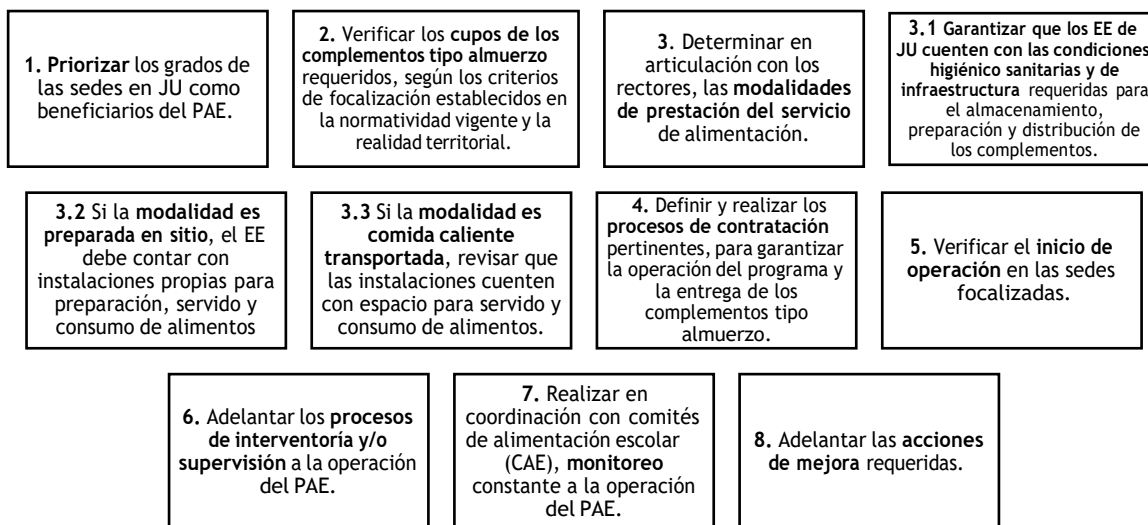 1. Priorizar los grados de
las sedes en JU como
beneficiarios del PAE.
2. Verificar los cupos de los
complementos tipo almuerzo
requeridos, según los criterios
de focalización establecidos en
la normatividad vigente y la
realidad territorial.
3. Determinar en
articulación con los
rectores, las modalidades
de prestación del servicio
de alimentación.
3.1 Garantizar que los EE de
JU cuenten con las condiciones
higiénico sanitarias y de
infraestructura requeridas para
el almacenamiento,
preparación y distribución de
los complementos.
3.2 Si la modalidad es
preparada en sitio, el EE
debe contar con
instalaciones propias para
preparación, servido y
consumo de alimentos
3.3 Si la modalidad es
comida caliente
transportada, revisar que
las instalaciones cuenten
con espacio para servido y
consumo de alimentos.
4. Definir y realizar los
procesos de contratación
pertinentes, para garantizar
la operación del programa y
la entrega de los
complementos tipo
almuerzo.
5. Verificar el inicio de
operación en las sedes
focalizadas.
6. Adelantar los procesos
de interventoría y/o
supervisión a la operación
del PAE.
7. Realizar en
coordinación con comités
de alimentación escolar
(CAE), monitoreo
constante a la operación
del PAE.
8. Adelantar las acciones
de mejora requeridas.